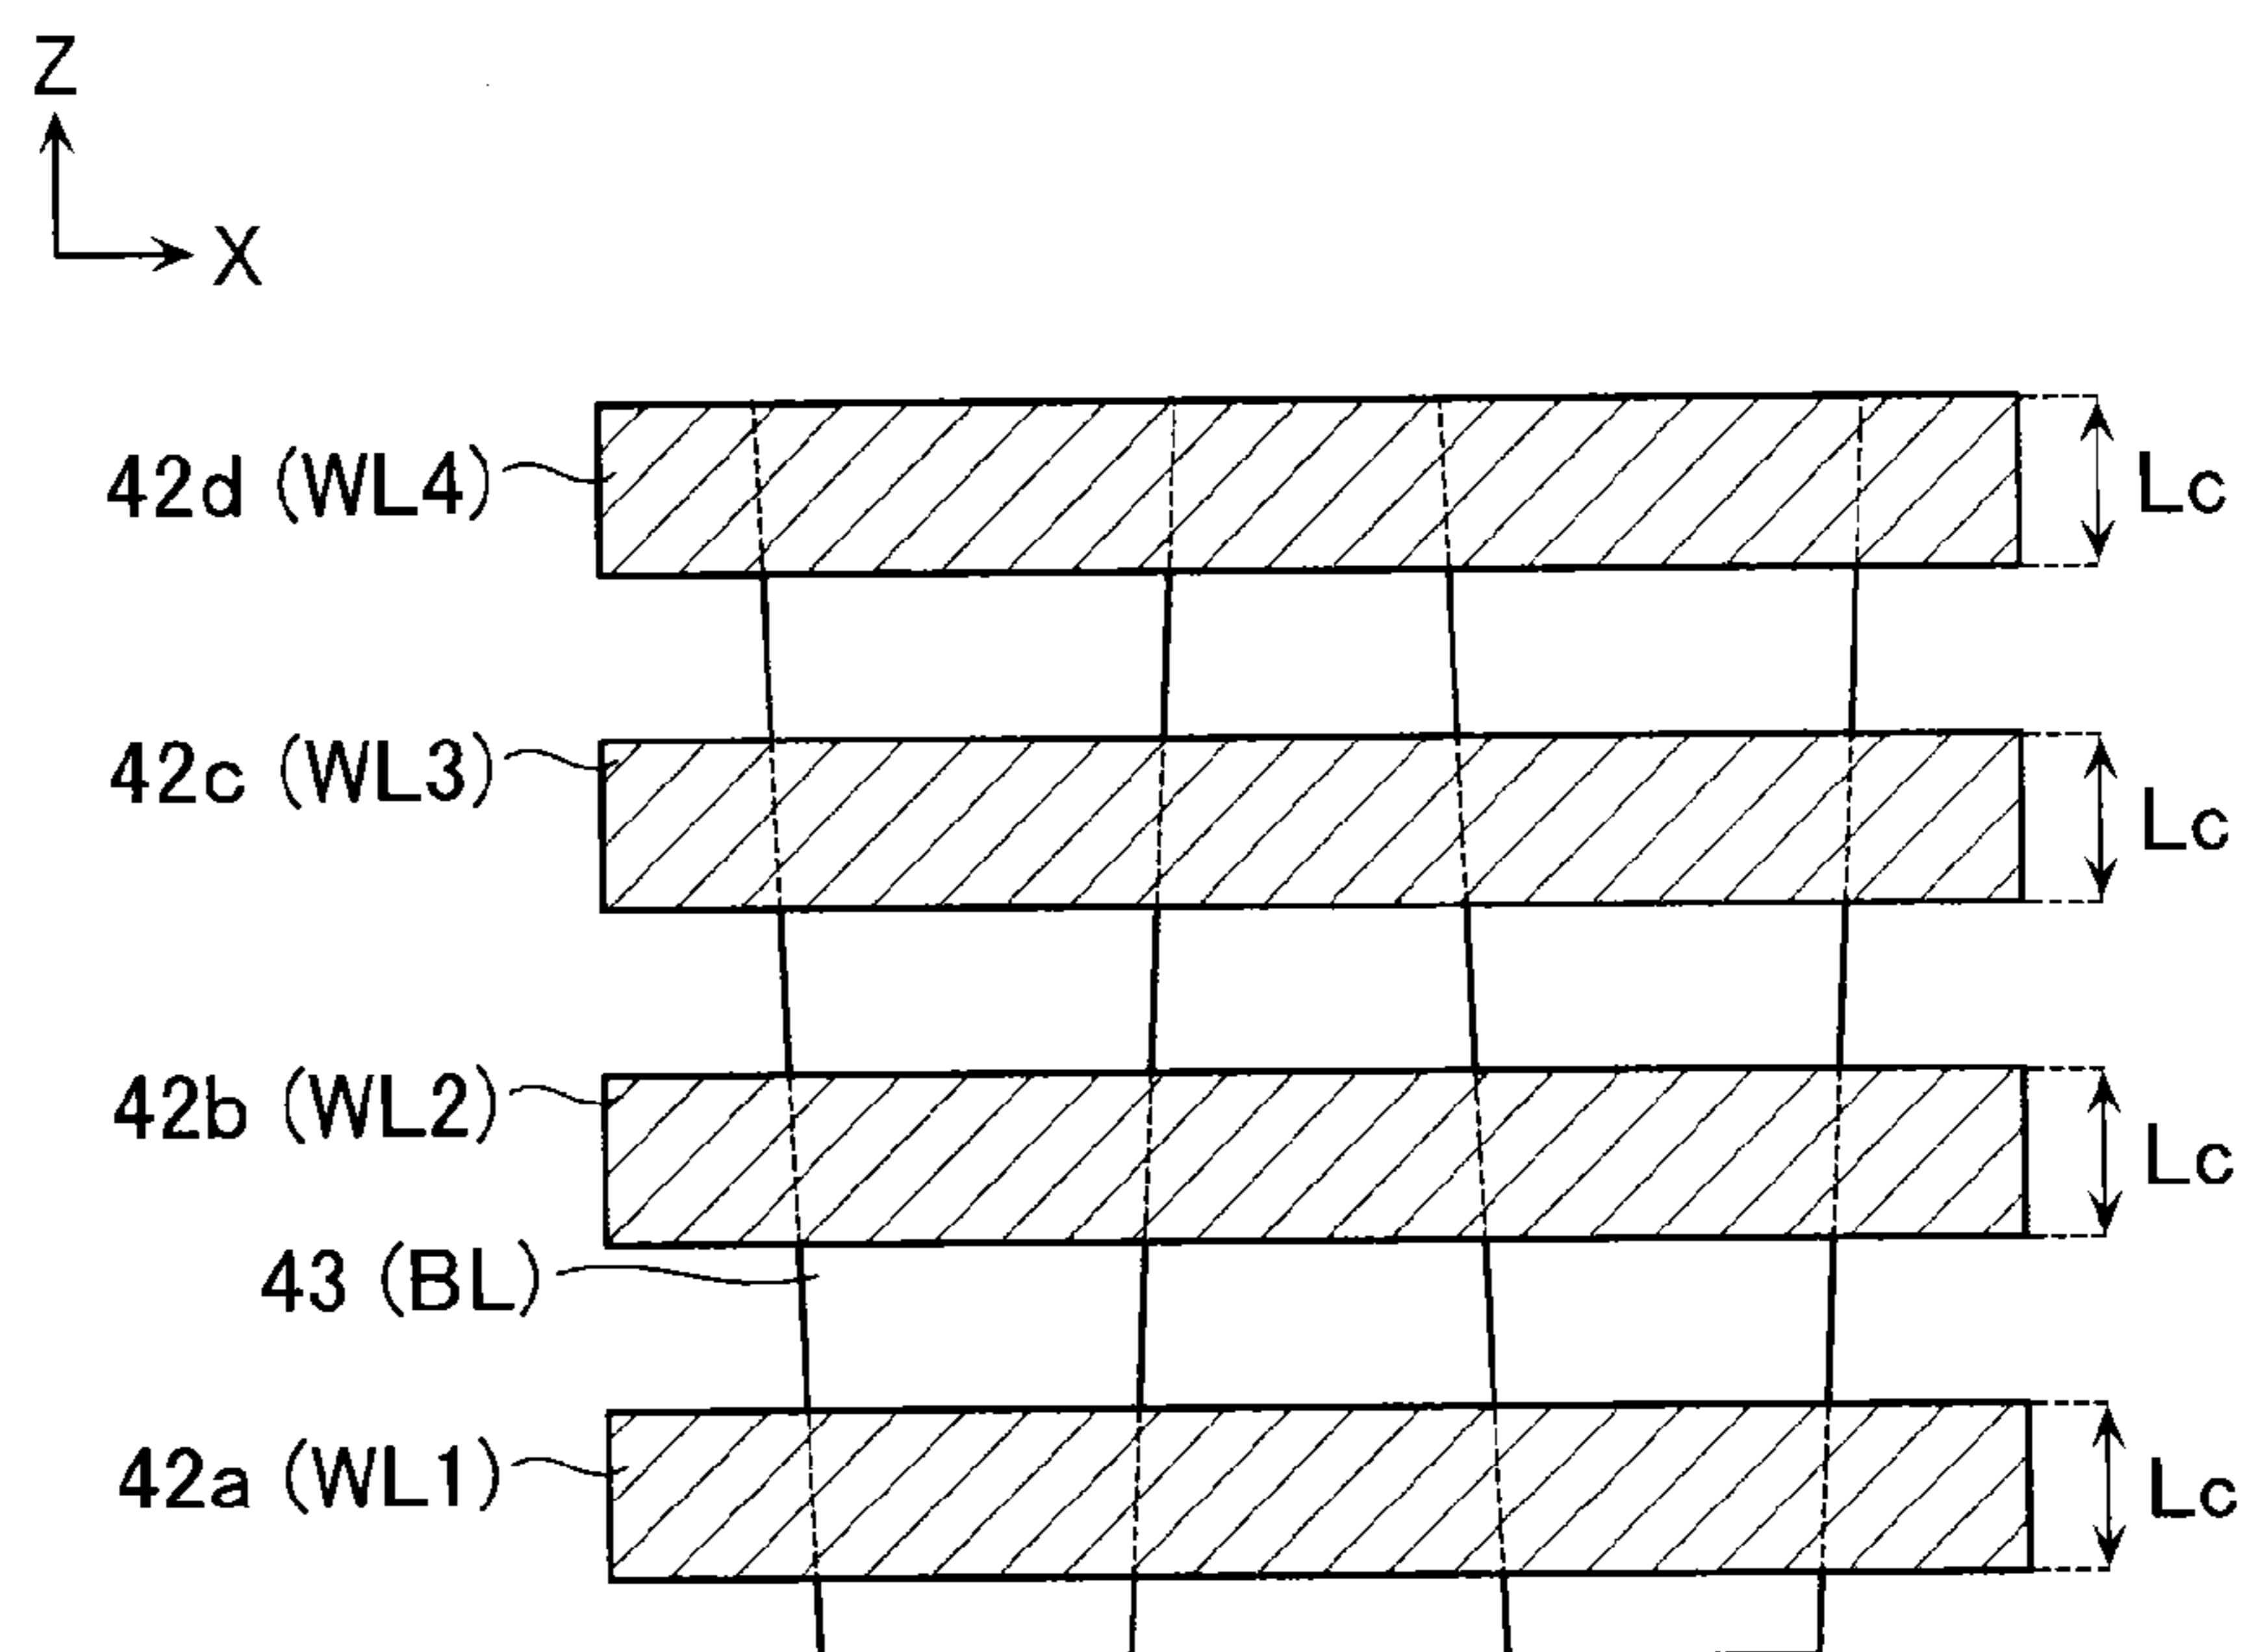 Z
X
42d (WL4)
Lc
42c (WL3)
Lc
42b (WL2)
Lc
43 (BL)
42a (WL1)
Lc